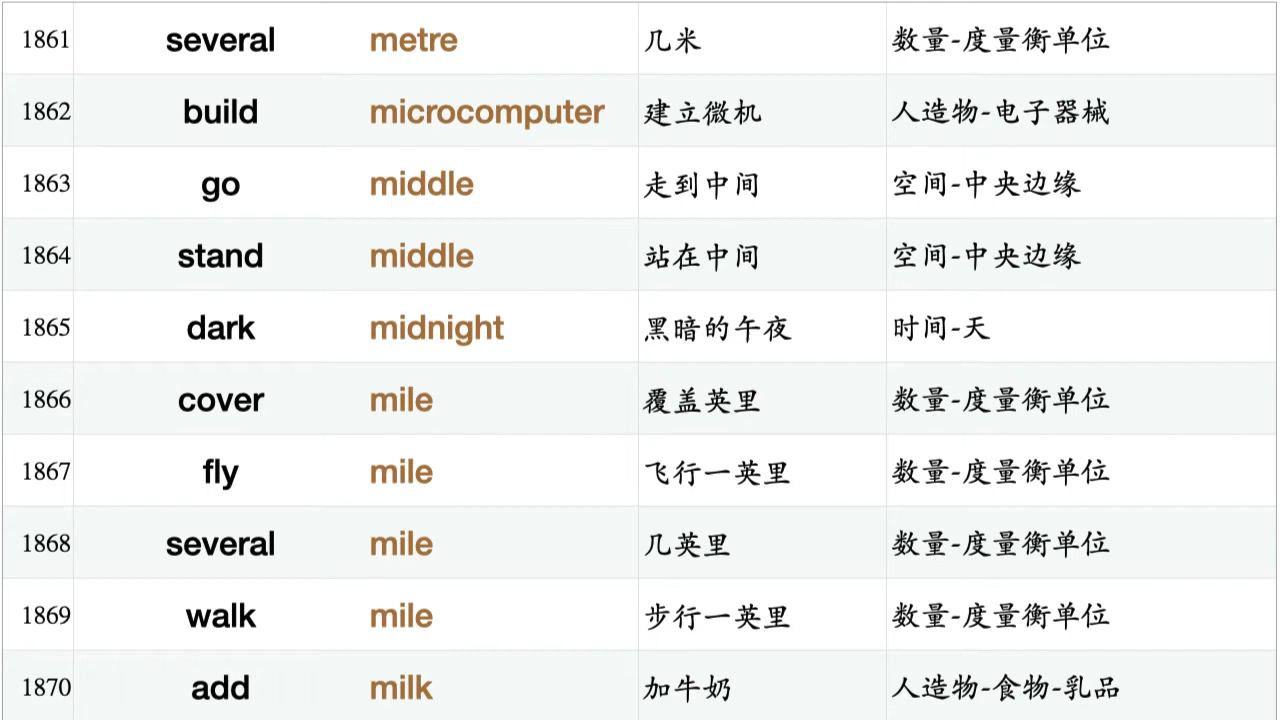 1861 several metre 几米 数量-度量衡单位
1862 build microcomputer 建立微机 人造物-电子器械
1863 go middle 走到中间 空间-中央边缘
1864 stand middle 站在中间 空间-中央边缘
1865 dark midnight 黑暗的午夜 时间-天
1866 cover mile 覆盖英里 数量-度量衡单位
1867 fly mile 飞行一英里 数量-度量衡单位
1868 several mile 几英里 数量-度量衡单位
1869 walk mile 步行一英里 数量-度量衡单位
1870 add milk 加牛奶 人造物-食物-乳品